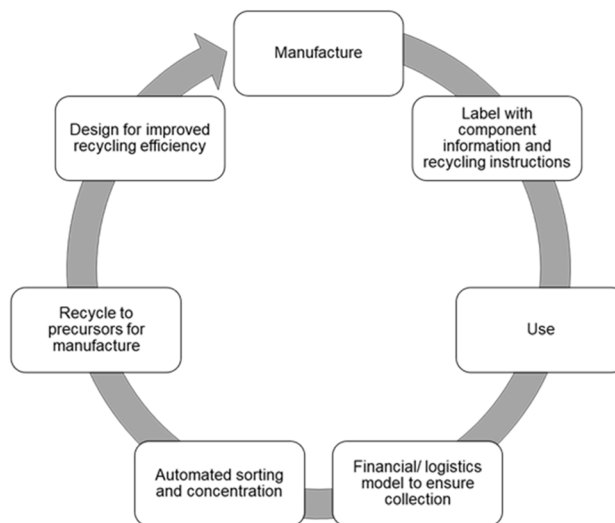 Manufacture
Label with
component
information and
recycling instructions
Use
Financial/ logistics
model to ensure
collection
Automated sorting
and concentration
Recycle to
precursors for
manufacture
Design for improved
recycling efficiency